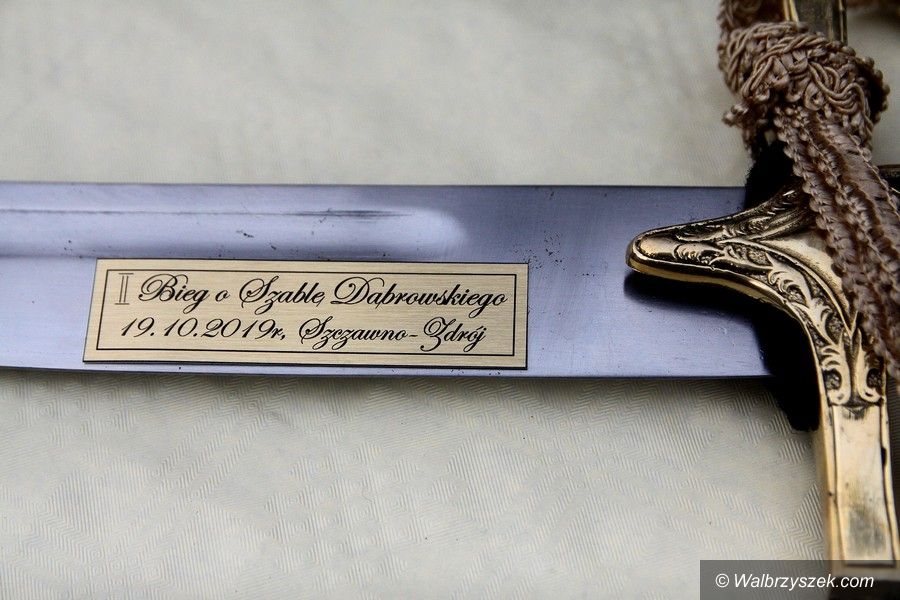 II Bieg o Szablę Dąbrowskiego
19.10.2019r, Szczawno-Zdrój
© Walbrzyszek.com